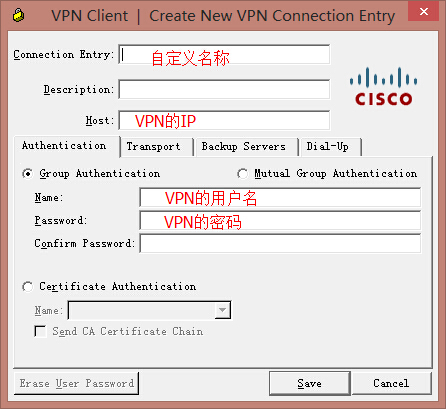 VPN Client | Create New VPN Connection Entry
Connection Entry: 自定义名称
Description:
Host: VPN的IP
CISCO
Authentication Transport Backup Servers Dial-Up
Group Authentication Mutual Group Authentication
Name: VPN的用户名
Password: VPN的密码
Confirm Password:
Certificate Authentication
Name:
Send CA Certificate Chain
Erase User Password Save Cancel